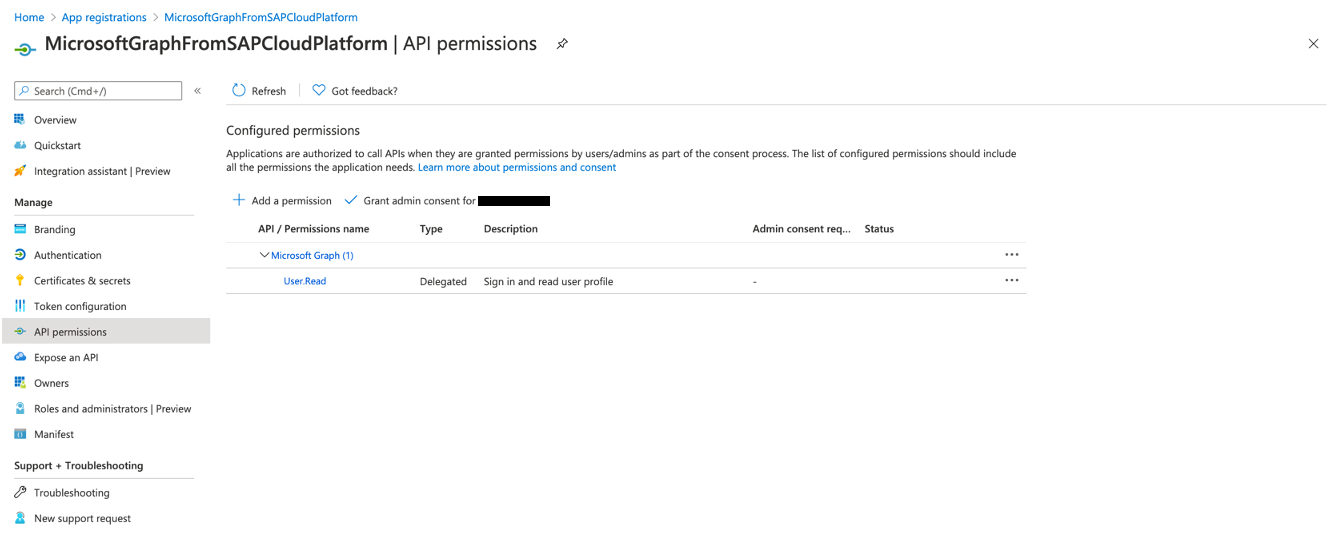 Home > App registrations > MicrosoftGraphFromSAPCloudPlatform
MicrosoftGraphFromSAPCloudPlatform | API permissions
Search (Cmd+/)
«
Refresh
Got feedback?
Overview
Quickstart
Integration assistant | Preview
Manage
Branding
Authentication
Certificates & secrets
Token configuration
API permissions
Expose an API
Owners
Roles and administrators | Preview
Manifest
Support + Troubleshooting
Troubleshooting
New support request
Configured permissions
Applications are authorized to call APIs when they are granted permissions by users/admins as part of the consent process. The list of configured permissions should include
all the permissions the application needs. Learn more about permissions and consent
Add a permission
Grant admin consent for
API / Permissions name Type Description Admin consent req... Status
Microsoft Graph (1)
User.Read Delegated Sign in and read user profile -